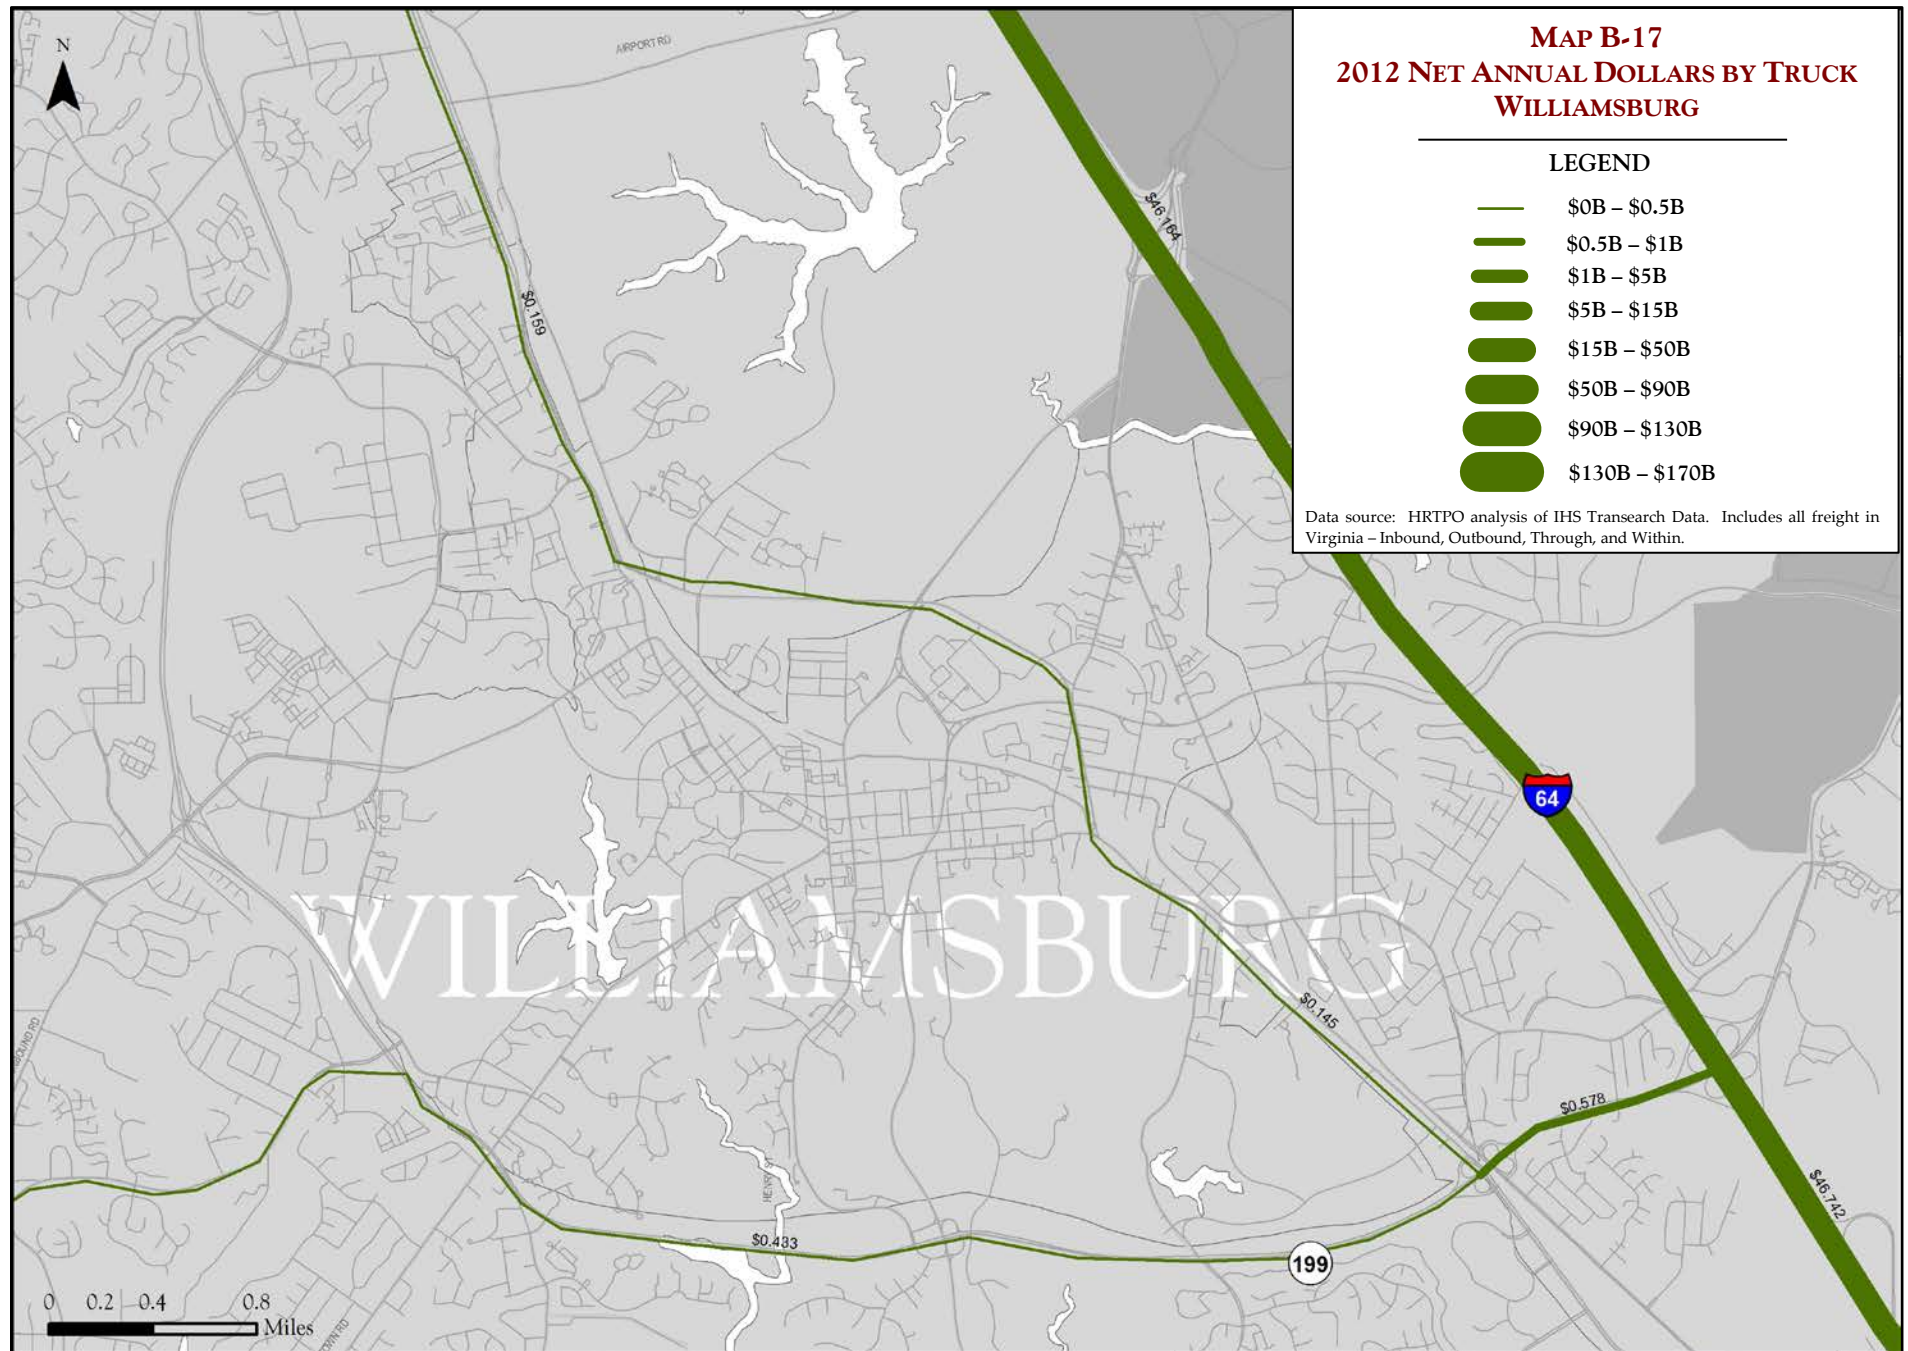 MAP B-17
2012 NET ANNUAL DOLLARS BY TRUCK
WILLIAMSBURG
LEGEND
$0B – $0.5B
$0.5B – $1B
$1B – $5B
$5B – $15B
$15B – $50B
$50B – $90B
$90B – $130B
$130B – $170B
Data source: HRTPO analysis of IHS Transearch Data. Includes all freight in
Virginia – Inbound, Outbound, Through, and Within.
N
AIRPORT RD
$46.164
$0.159
64
WILLIAMSBURG
$0.145
$0.578
$46.742
HENRY S
$0.433
199
0 0.2 0.4 0.8
Miles